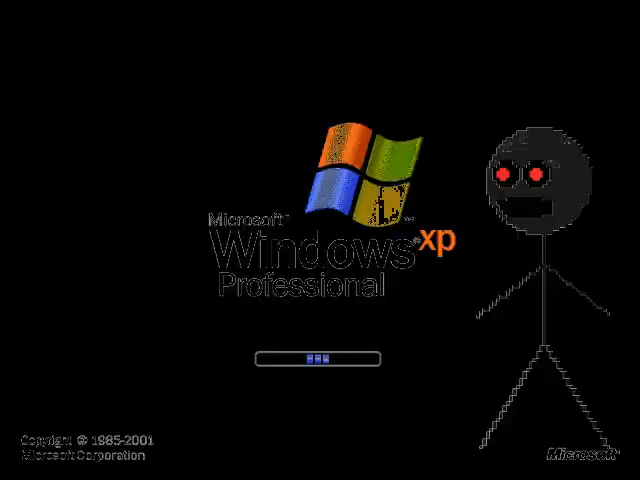 Microsoft®
Windows® xp
Professional
Copyright © 1985-2001
Microsoft Corporation
Microsoft